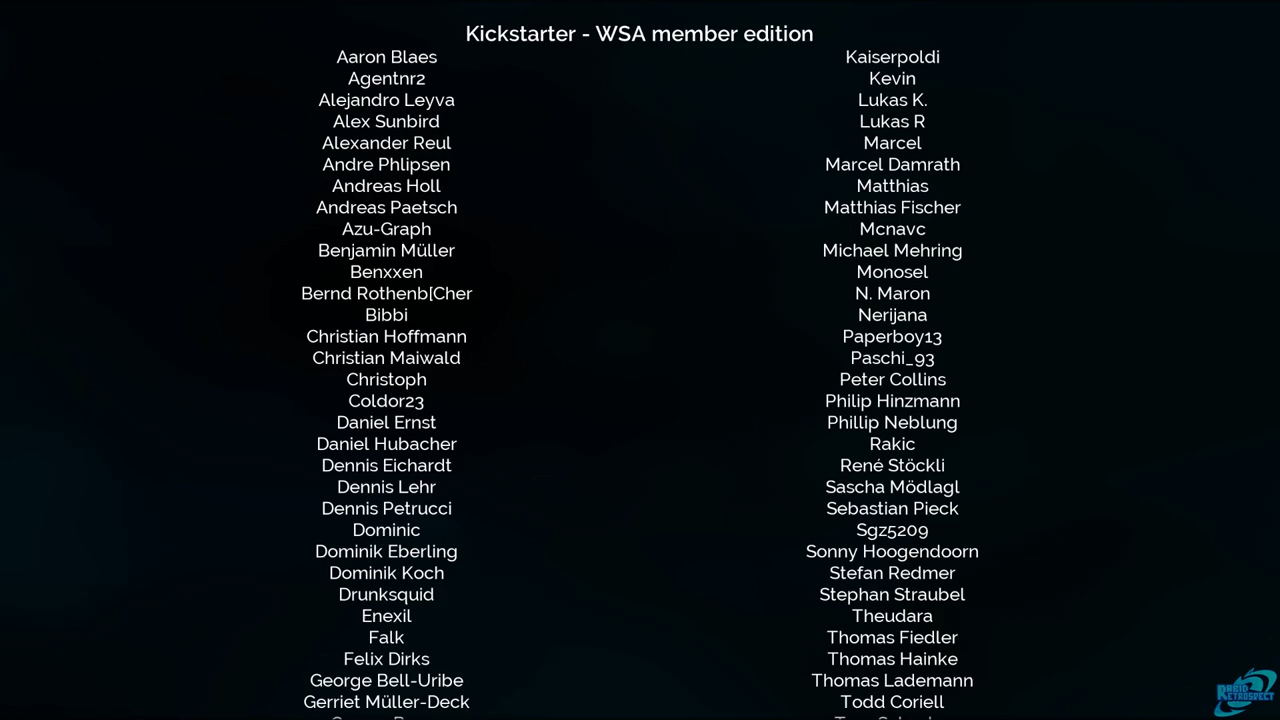 Kickstarter - WSA member edition
Aaron Blaes
Agentnr2
Alejandro Leyva
Alex Sunbird
Alexander Reul
Andre Phlipsen
Andreas Holl
Andreas Paetsch
Azu-Graph
Benjamin Müller
Benxxen
Bernd Rothenb[Cher
Bibbi
Christian Hoffmann
Christian Maiwald
Christoph
Coldor23
Daniel Ernst
Daniel Hubacher
Dennis Eichardt
Dennis Lehr
Dennis Petrucci
Dominic
Dominik Eberling
Dominik Koch
Drunksquid
Enexil
Falk
Felix Dirks
George Bell-Uribe
Gerriet Müller-Deck
Kaiserpoldi
Kevin
Lukas K.
Lukas R
Marcel
Marcel Damrath
Matthias
Matthias Fischer
Mcnavc
Michael Mehring
Monosel
N. Maron
Nerijana
Paperboy13
Paschi_93
Peter Collins
Philip Hinzmann
Phillip Neblung
Rakic
René Stöckli
Sascha Mödlagl
Sebastian Pieck
Sgz5209
Sonny Hoogendoorn
Stefan Redmer
Stephan Straubel
Theudara
Thomas Fiedler
Thomas Hainke
Thomas Lademann
Todd Coriell
RABID
RETROSPECT